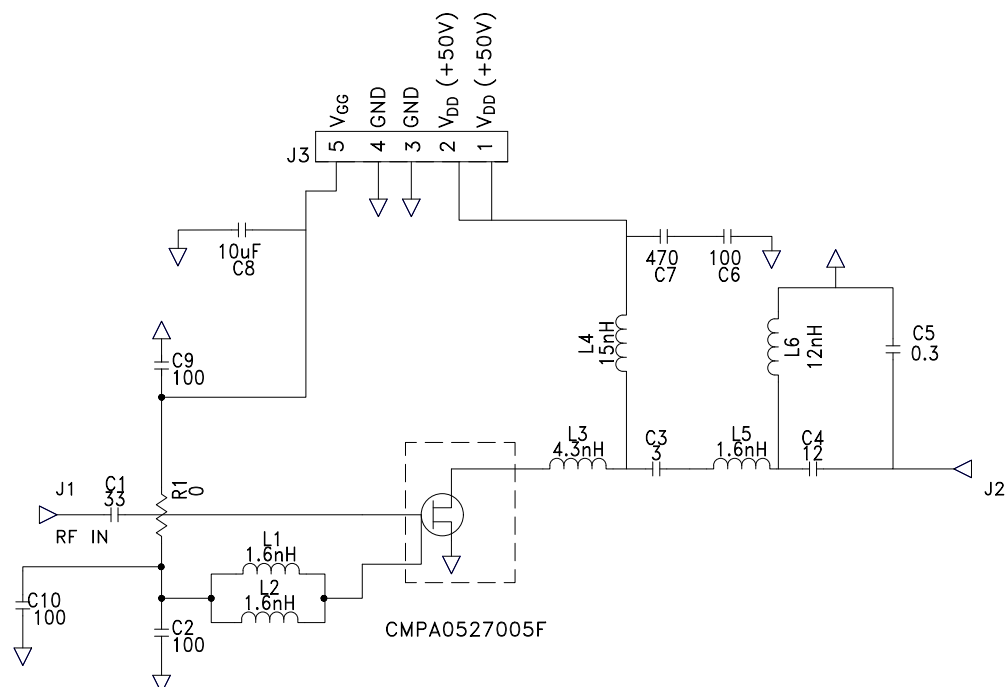 VGG
GND
GND
VDD (+50V)
VDD (+50V)
J3
5
4
3
2
1
10uF
C8
470
C7
100
C6
L4
15nH
L6
12nH
C5
0.3
C9
100
L3
4.3nH
C3
3
L5
1.6nH
C4
12
J2
J1
C1
33
R1
0
RF IN
L1
1.6nH
L2
1.6nH
C10
100
C2
100
CMPA0527005F